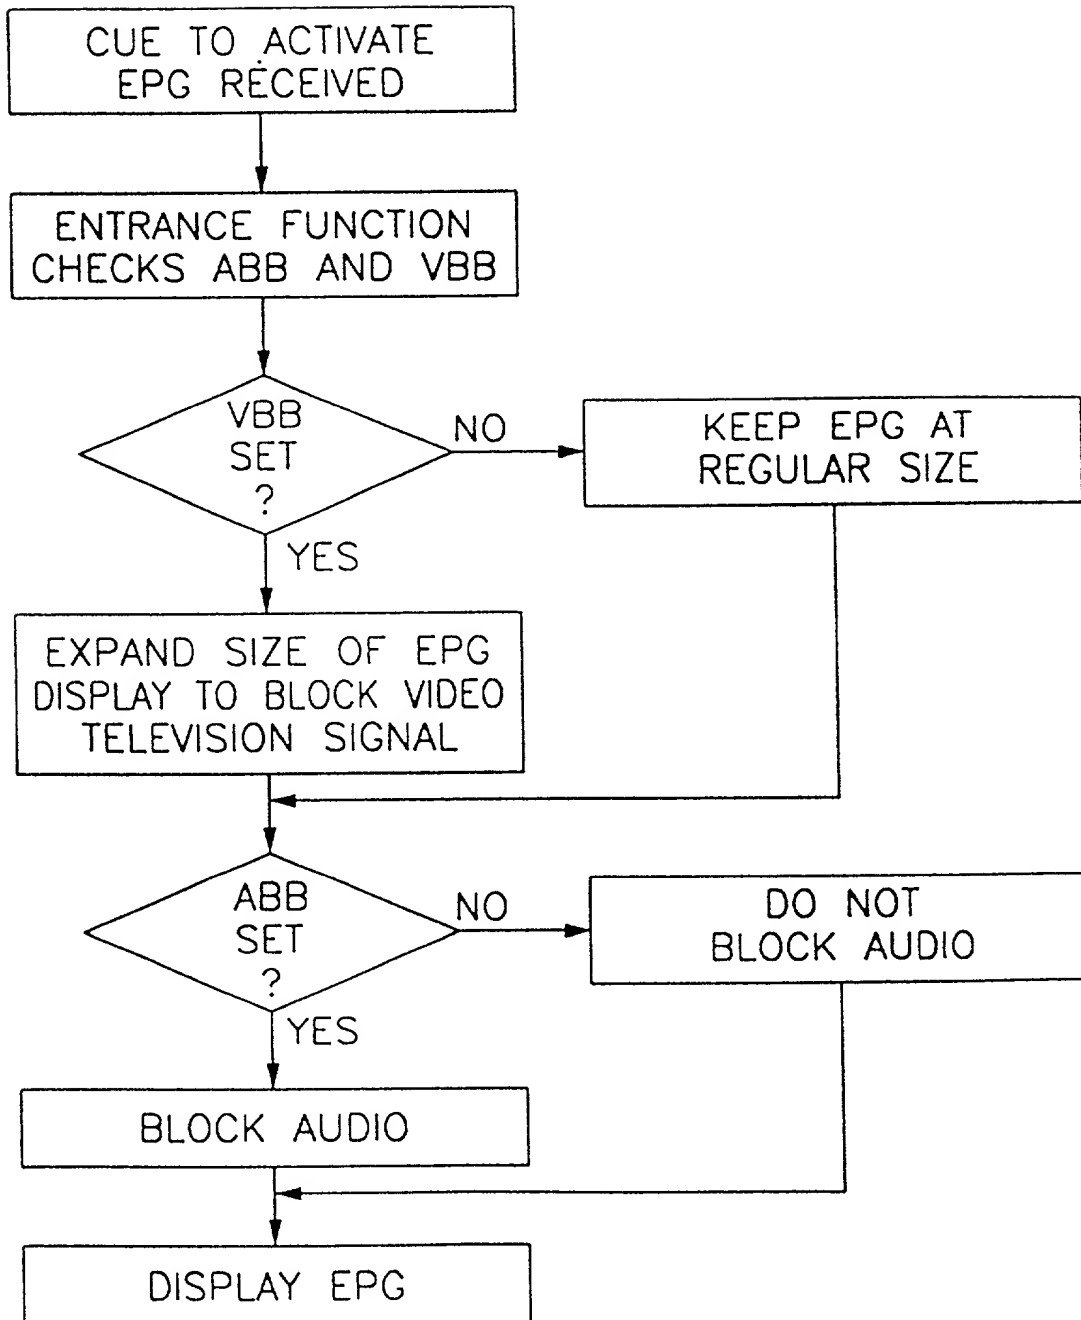 CUE TO ACTIVATE
EPG RECEIVED
ENTRANCE FUNCTION
CHECKS ABB AND VBB
VBB
SET
?
NO
KEEP EPG AT
REGULAR SIZE
YES
EXPAND SIZE OF EPG
DISPLAY TO BLOCK VIDEO
TELEVISION SIGNAL
ABB
SET
?
NO
DO NOT
BLOCK AUDIO
YES
BLOCK AUDIO
DISPLAY EPG